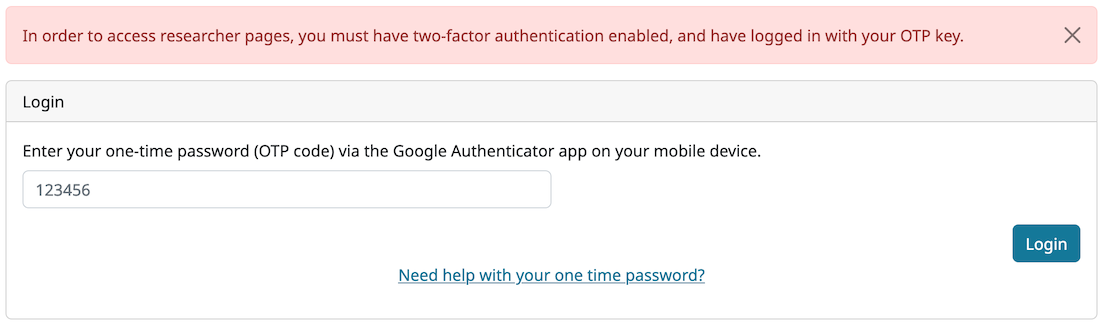 In order to access researcher pages, you must have two-factor authentication enabled, and have logged in with your OTP key.
Login
Enter your one-time password (OTP code) via the Google Authenticator app on your mobile device.
123456
Login
Need help with your one time password?